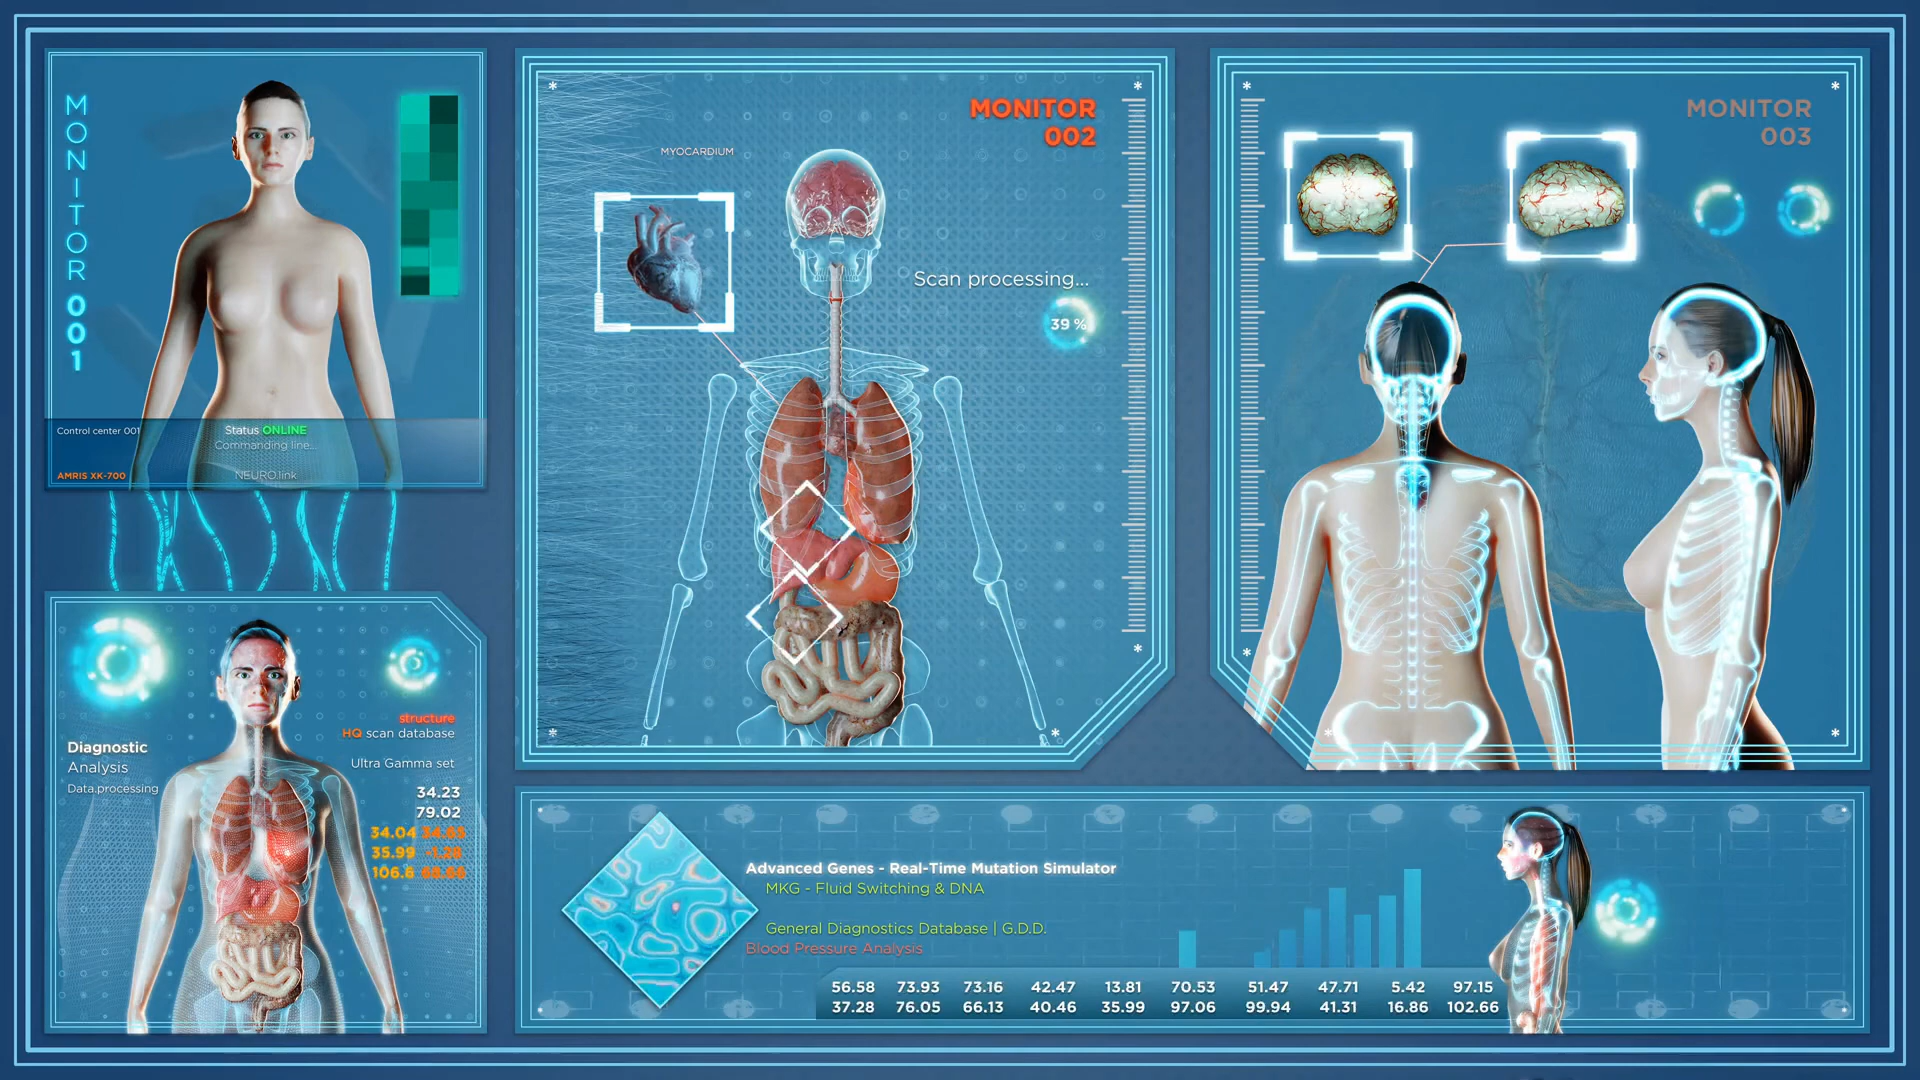 MONITOR 001
Control center 001
Status ONLINE
Commanding line...
AMRIS XK-700
NEURO.link
MONITOR
002
MYOCARDIUM
Scan processing...
39 %
MONITOR
003
structure
HQ scan database
Ultra Gamma set
Diagnostic
Analysis
Data.processing
34.23
79.02
34.04
35.99 -1.28
106.6
Advanced Genes - Real-Time Mutation Simulator
MKG - Fluid Switching & DNA
General Diagnostics Database | G.D.D.
Blood Pressure Analysis
56.58 73.93 73.16 42.47 13.81 70.53 51.47 47.71 5.42 97.15
37.28 76.05 66.13 40.46 35.99 97.06 99.94 41.31 16.86 102.66